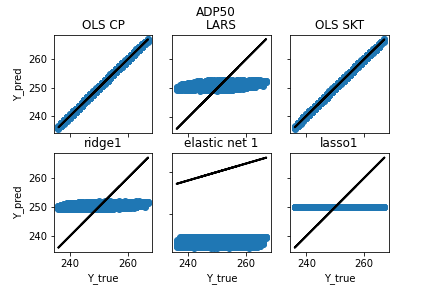 ADP50
OLS CP LARS OLS SKT
Y_pred
260
250
240
ridge1 elastic net 1 lasso1
Y_pred
260
250
240
240 260 240 260 240 260
Y_true Y_true Y_true